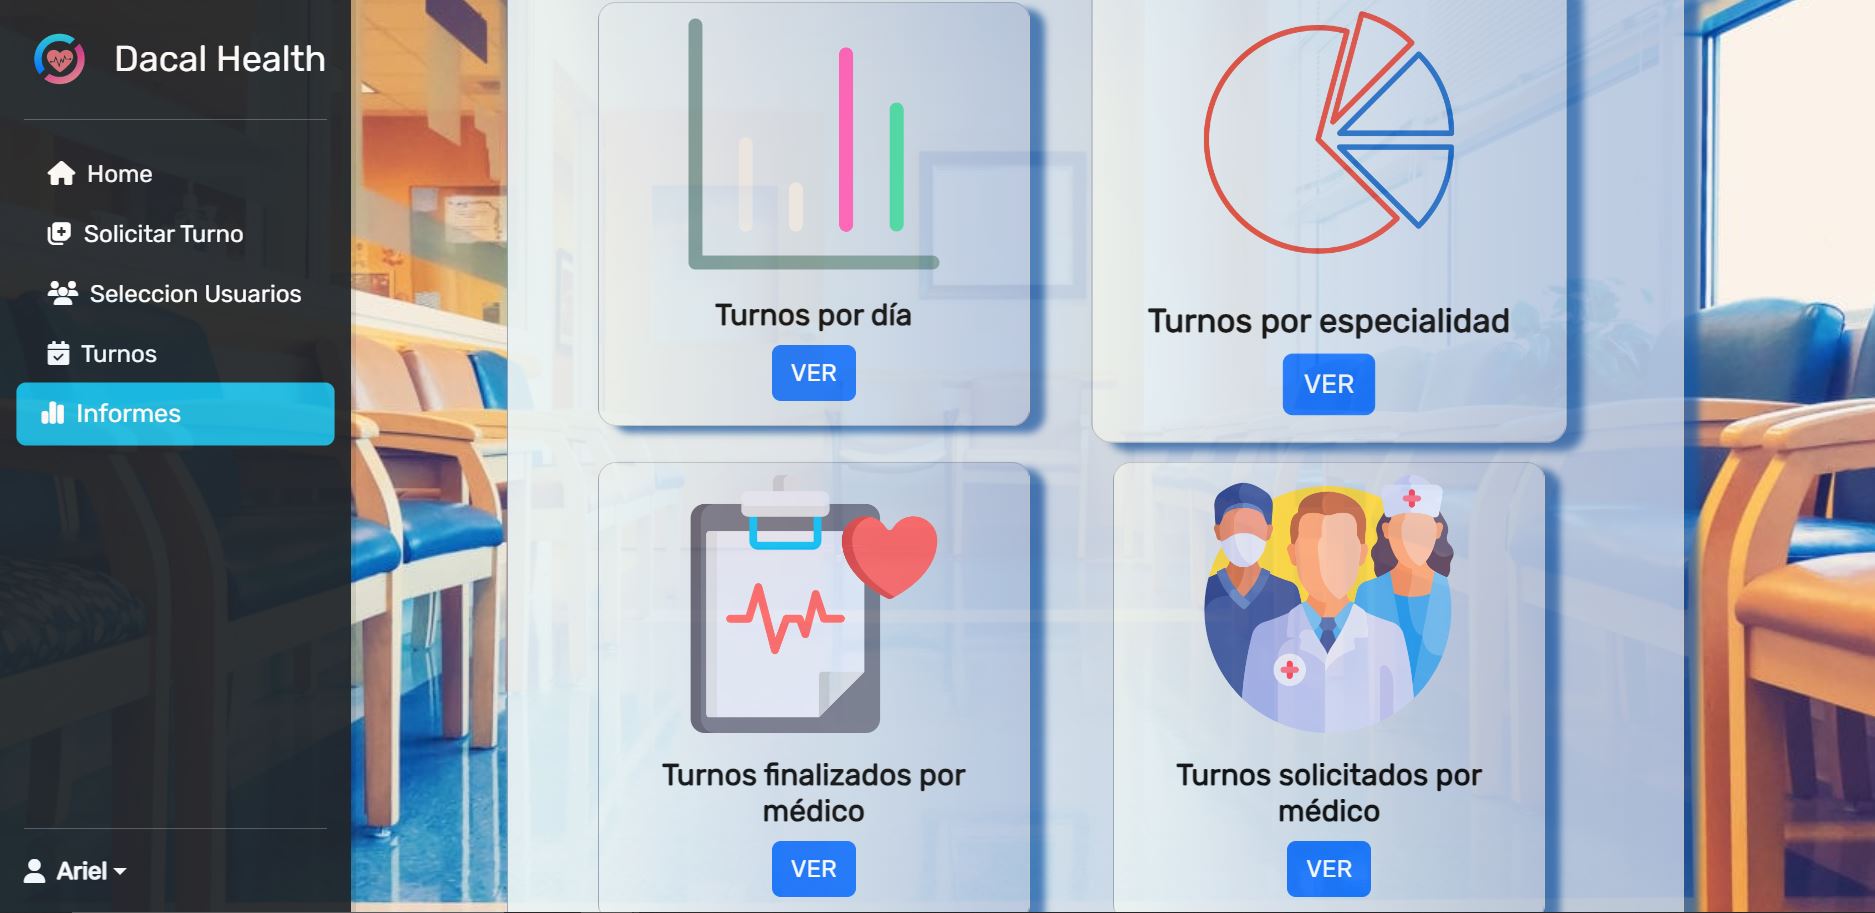 Dacal Health
Home
Solicitar Turno
Seleccion Usuarios
Turnos
Informes
Ariel
Turnos por día
VER
Turnos por especialidad
VER
Turnos finalizados por
médico
VER
Turnos solicitados por
médico
VER